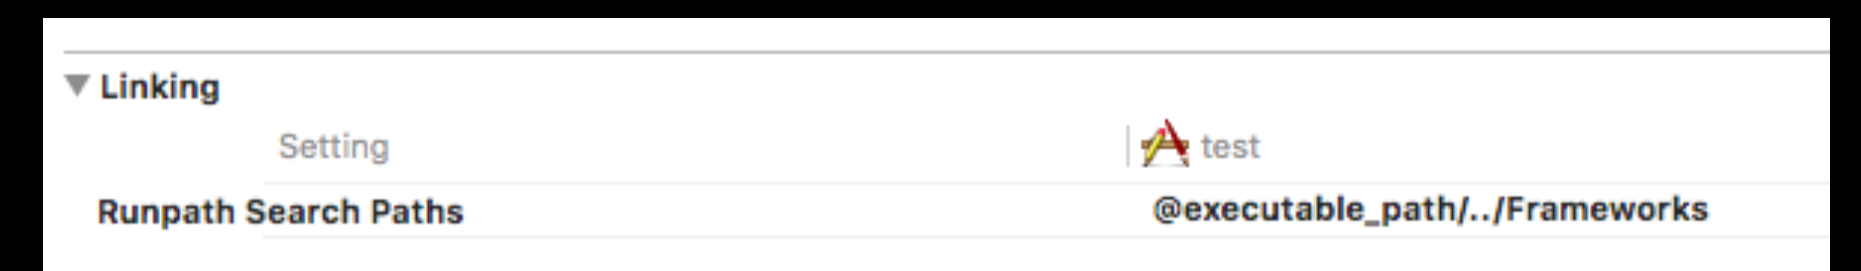 Linking
Setting test
Runpath Search Paths @executable_path/../Frameworks